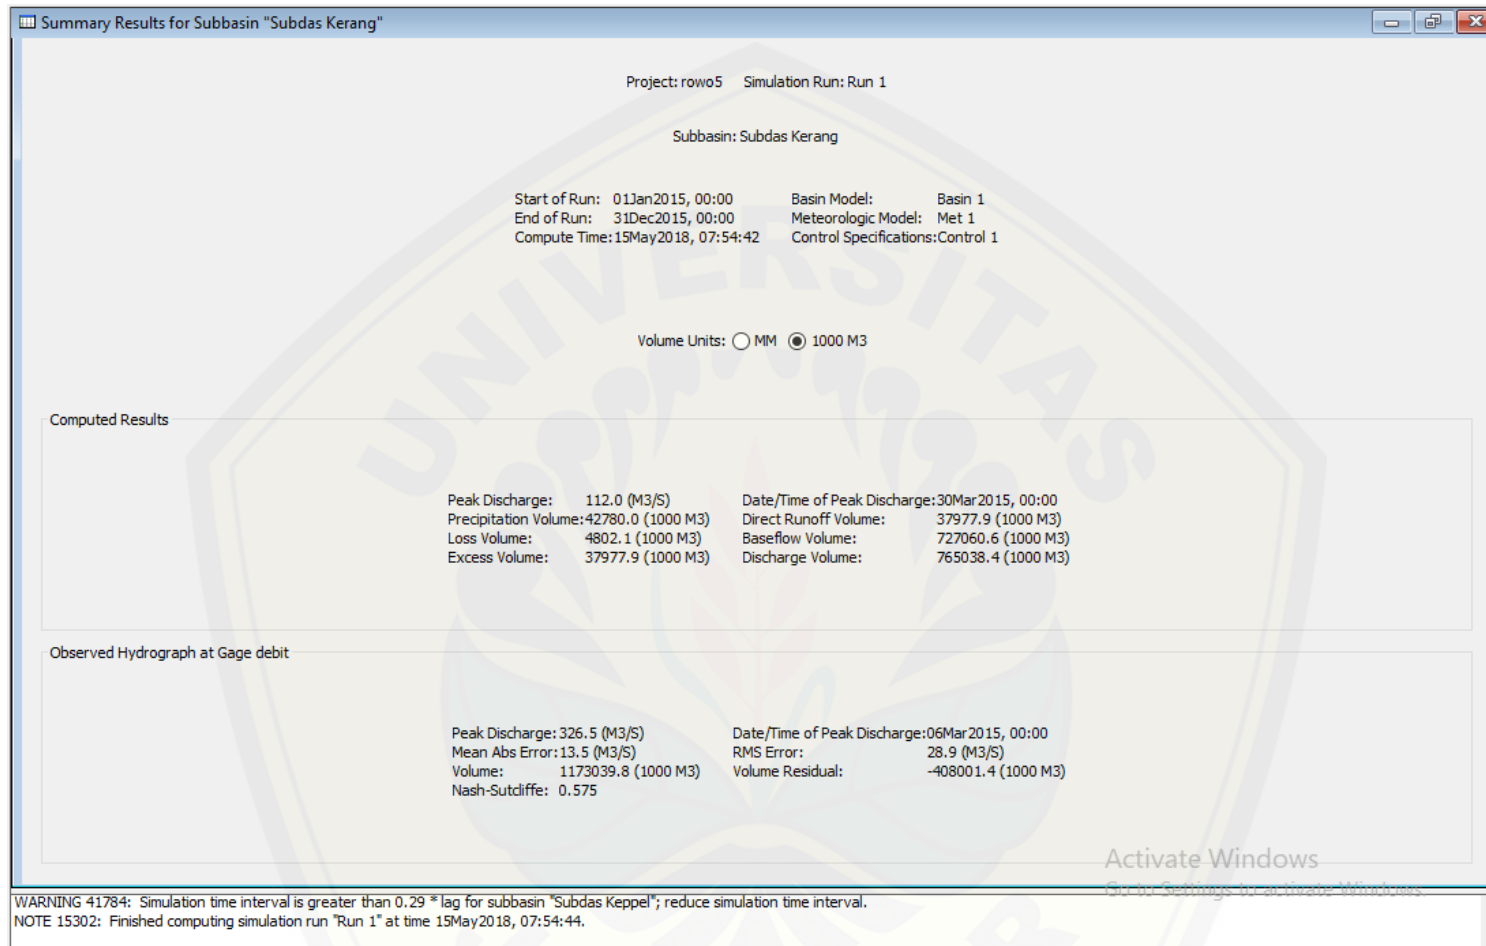 Summary Results for Subbasin "Subdas Kerang"
Project: rowo5 Simulation Run: Run 1
Subbasin: Subdas Kerang
Start of Run: 01Jan2015, 00:00 Basin Model: Basin 1
End of Run: 31Dec2015, 00:00 Meteorologic Model: Met 1
Compute Time:15May2018, 07:54:42 Control Specifications:Control 1
Volume Units: MM 1000 M3
Computed Results
Peak Discharge: 112.0 (M3/S) Date/Time of Peak Discharge:30Mar2015, 00:00
Precipitation Volume:42780.0 (1000 M3) Direct Runoff Volume: 37977.9 (1000 M3)
Loss Volume: 4802.1 (1000 M3) Baseflow Volume: 727060.6 (1000 M3)
Excess Volume: 37977.9 (1000 M3) Discharge Volume: 765038.4 (1000 M3)
Observed Hydrograph at Gage debit
Peak Discharge:326.5 (M3/S) Date/Time of Peak Discharge:06Mar2015, 00:00
Mean Abs Error:13.5 (M3/S) RMS Error: 28.9 (M3/S)
Volume: 1173039.8 (1000 M3) Volume Residual: -408001.4 (1000 M3)
Nash-Sutcliffe: 0.575
Activate Windows
Go to Settings to activate Windows.
WARNING 41784: Simulation time interval is greater than 0.29 * lag for subbasin "Subdas Keppel"; reduce simulation time interval.
NOTE 15302: Finished computing simulation run "Run 1" at time 15May2018, 07:54:44.
UNIVERSITAS